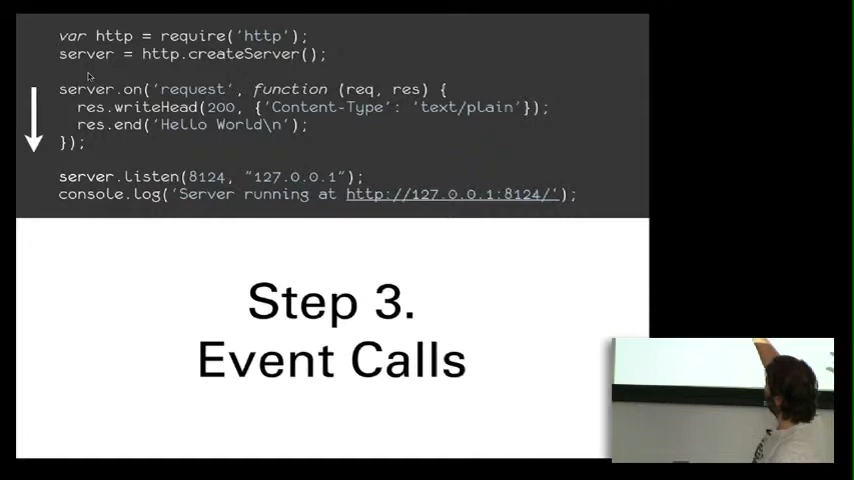 var http = require('http');
server = http.createServer();
server.on('request', function (req, res) {
res.writeHead(200, {'Content-Type': 'text/plain'});
res.end('Hello World\n');
});
server.listen(8124, "127.0.0.1");
console.log('Server running at http://127.0.0.1:8124/');
Step 3.
Event Calls